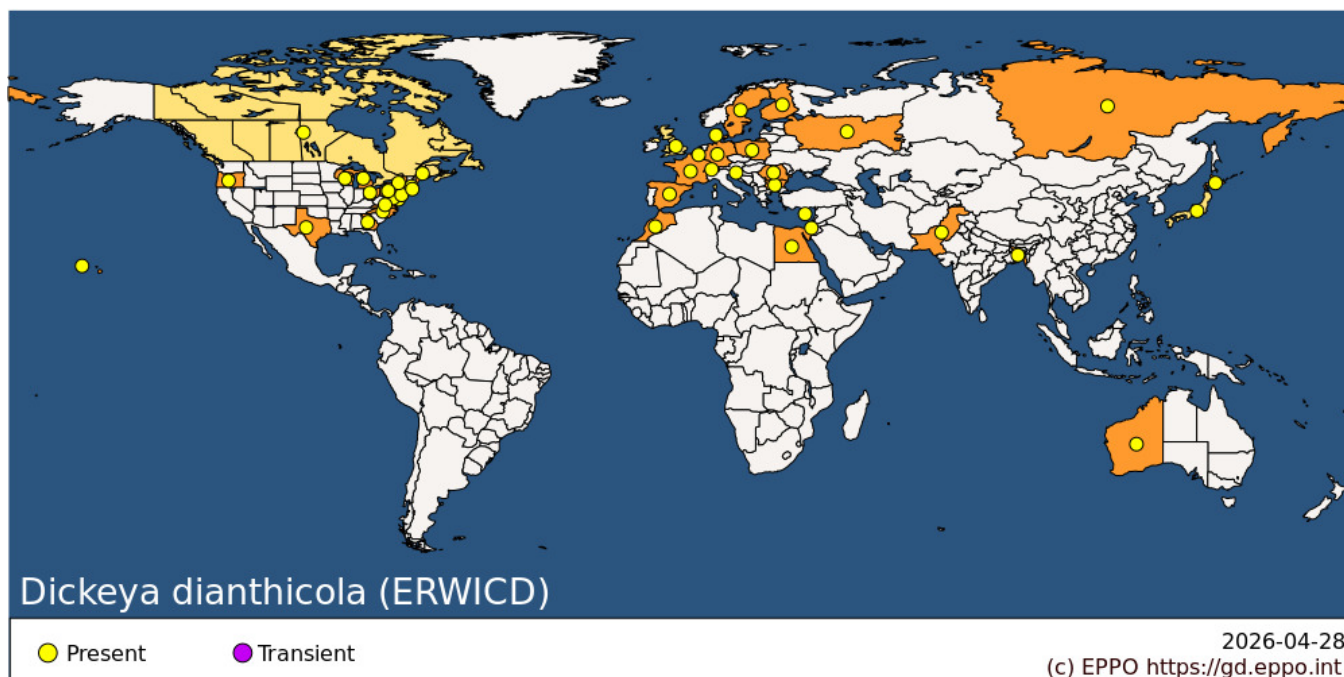 Dickeya dianthicola (ERWICD)
Present
Transient
2026-04-28
(c) EPPO https://gd.eppo.int